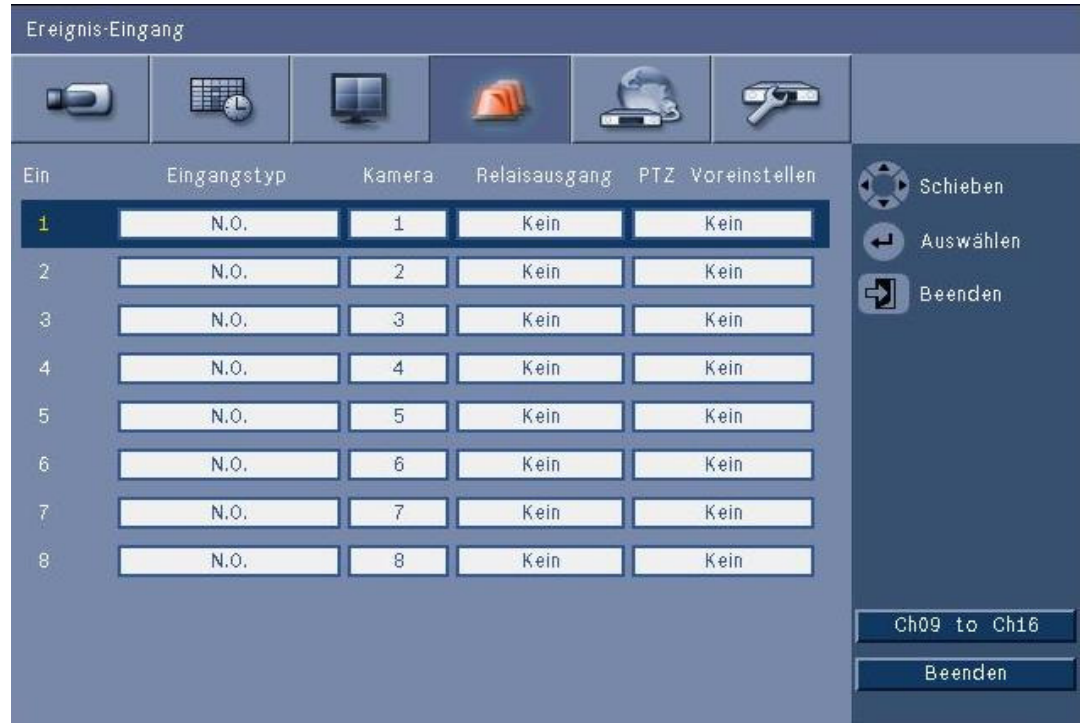 Ereignis-Eingang
Ein Eingangstyp Kamera Relaisausgang PTZ Voreinstellen
1 N.O. 1 Kein Kein
2 N.O. 2 Kein Kein
3 N.O. 3 Kein Kein
4 N.O. 4 Kein Kein
5 N.O. 5 Kein Kein
6 N.O. 6 Kein Kein
7 N.O. 7 Kein Kein
8 N.O. 8 Kein Kein
Schieben
Auswählen
Beenden
Ch09 to Ch16
Beenden